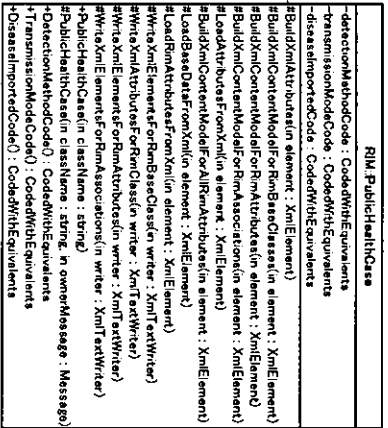 RIM::PublicHealthCase
-detectionMethodCode : CodedWithEquivalents
-transmissionModeCode : CodedWithEquivalents
-diseaseImportedCode : CodedWithEquivalents
#BuildXmlAttributes(in element : XmlElement)
#BuildXmlContentModelForRimBaseClasses(in element : XmlElement)
#BuildXmlContentModelForRimAttributes(in element : XmlElement)
#BuildXmlContentModelForRimAssociations(in element : XmlElement)
#LoadAttributesFromXml(in element : XmlElement)
#BuildXmlContentModelForAllRimAttributes(in element : XmlElement)
#LoadBaseDataFromXml(in element : XmlElement)
#LoadRimAttributesFromXml(in element : XmlElement)
#WriteXmlElementsForRimBaseClass(in writer : XmlTextWriter)
#WriteXmlAttributesForRimClass(in writer : XmlTextWriter)
#WriteXmlElementsForRimAttributes(in writer : XmlTextWriter)
#WriteXmlElementsForRimAssociations(in writer : XmlTextWriter)
+PublicHealthCase(in className : string)
#PublicHealthCase(in className : string, in ownerMessage : Message)
+DetectionMethodCode() : CodedWithEquivalents
+TransmissionModeCode() : CodedWithEquivalents
+DiseaseImportedCode() : CodedWithEquivalents